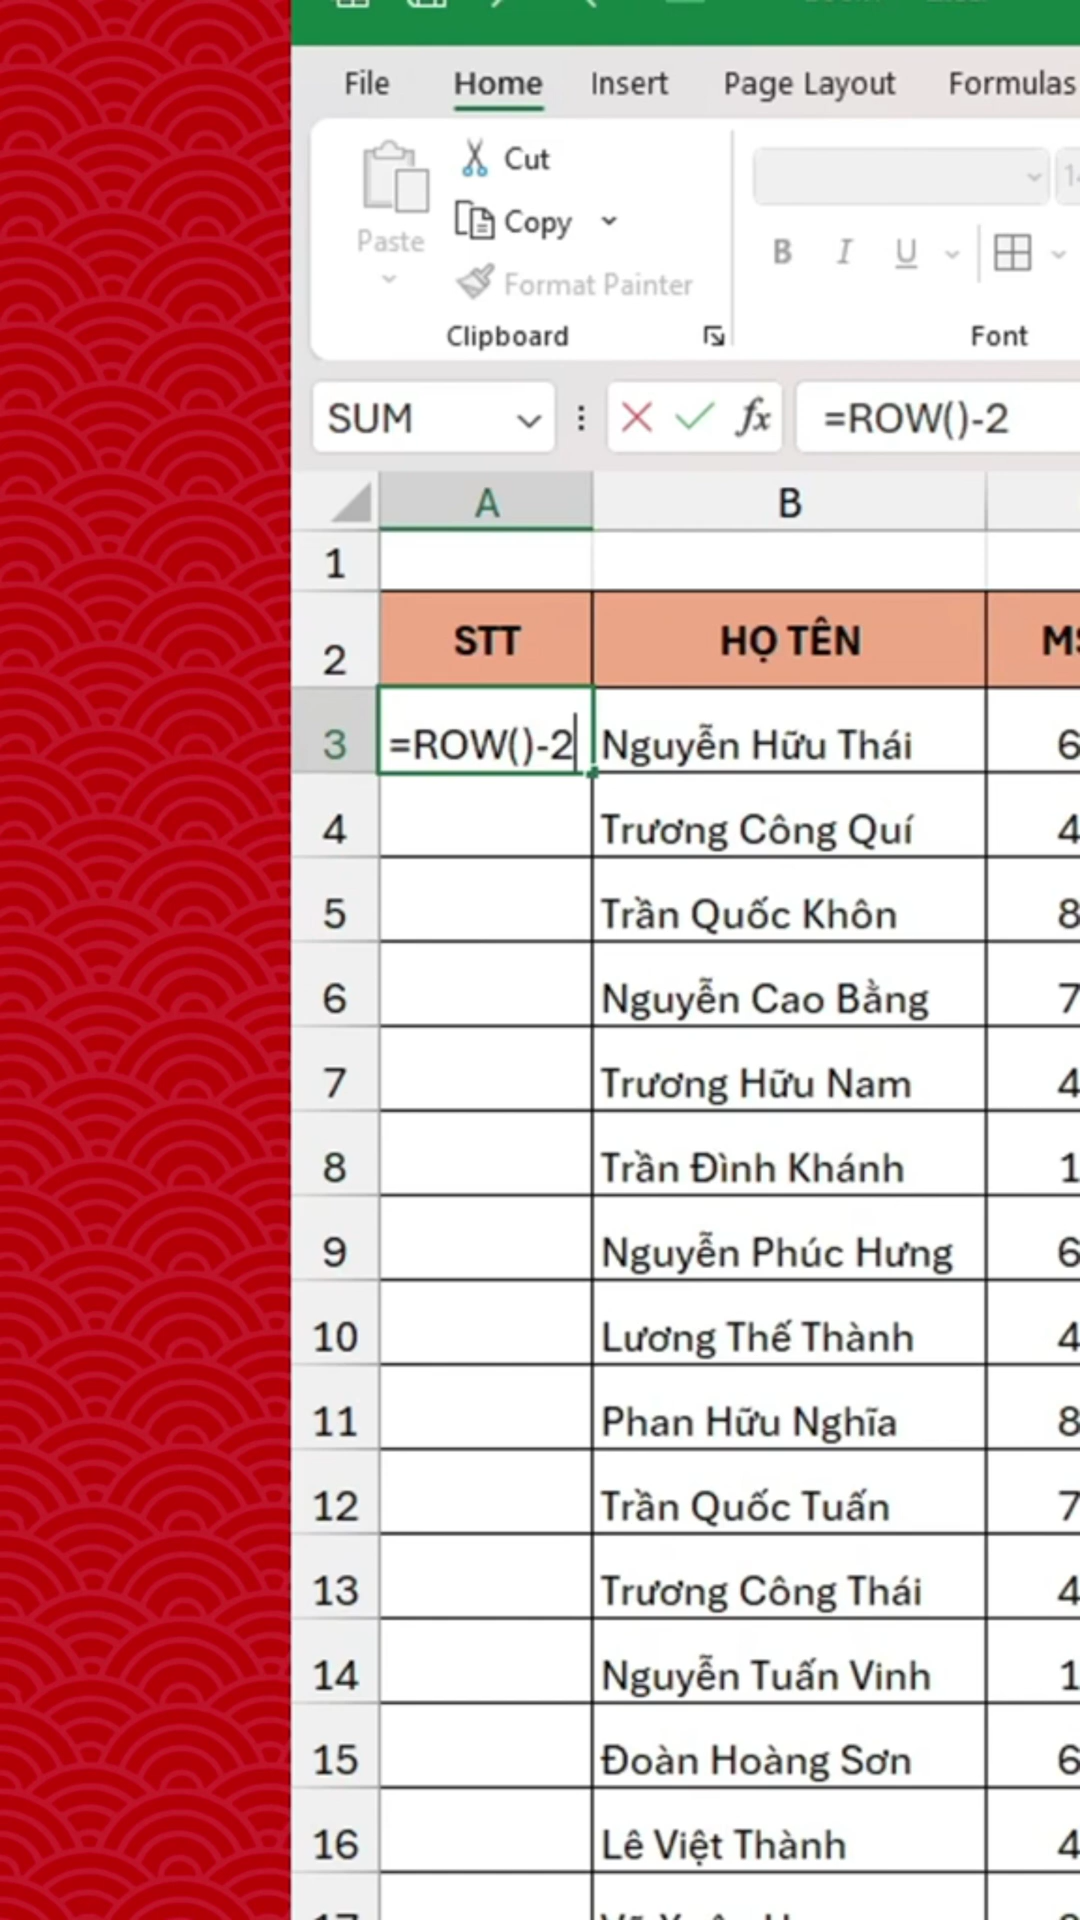 File Home Insert Page Layout Formulas
Paste
Cut
Copy
Format Painter
Clipboard
B I U
Font
SUM fx =ROW()-2
A B
1
2 STT HỌ TÊN
3 =ROW()-2 Nguyễn Hữu Thái 6
4 Trương Công Quí 4
5 Trần Quốc Khôn 8
6 Nguyễn Cao Bằng 7
7 Trương Hữu Nam 4
8 Trần Đình Khánh 1
9 Nguyễn Phúc Hưng 6
10 Lương Thế Thành 4
11 Phan Hữu Nghĩa 8
12 Trần Quốc Tuấn 7
13 Trương Công Thái 4
14 Nguyễn Tuấn Vinh 1
15 Đoàn Hoàng Sơn 6
16 Lê Việt Thành 4